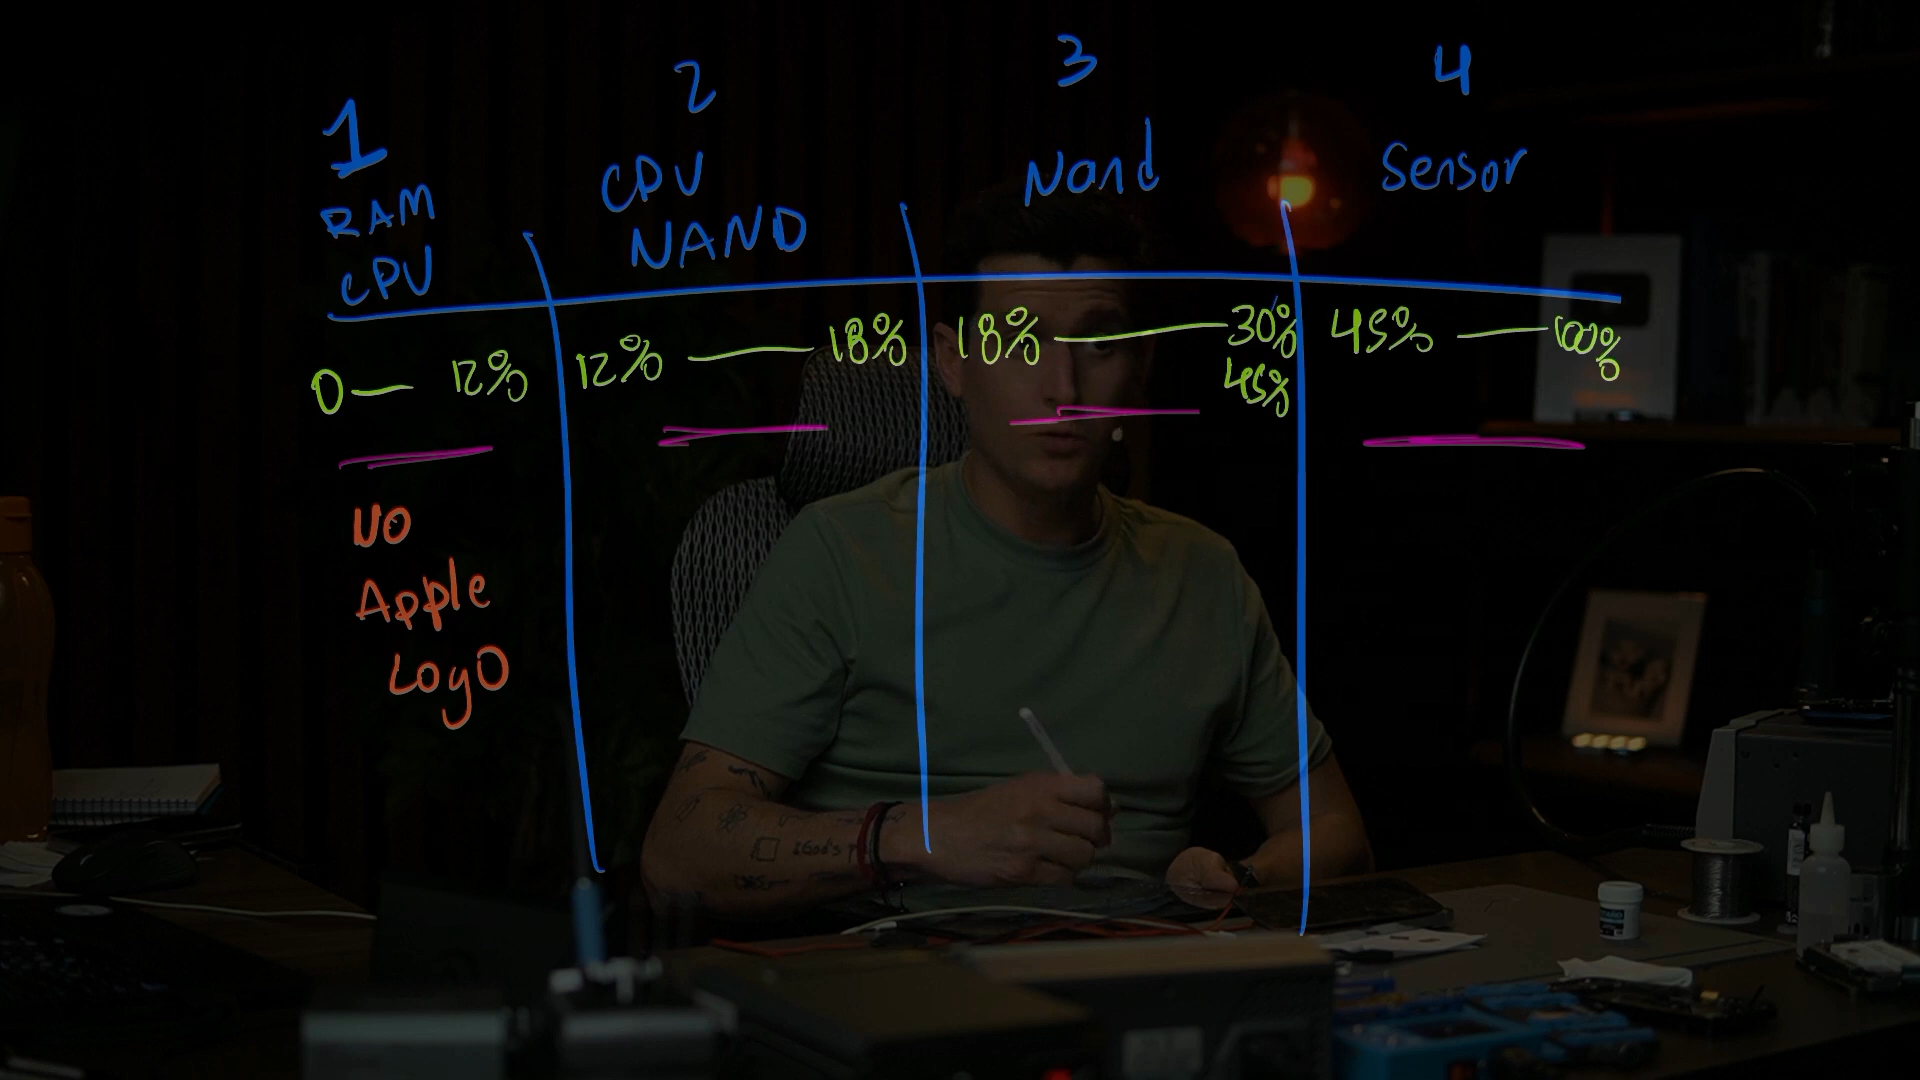 1
RAM
CPU
2
CPU
NAND
3
Nand
4
Sensor
0 — 12%
12% — 18%
18% — 30%
45%
45% — 100%
NO
Apple
Logo